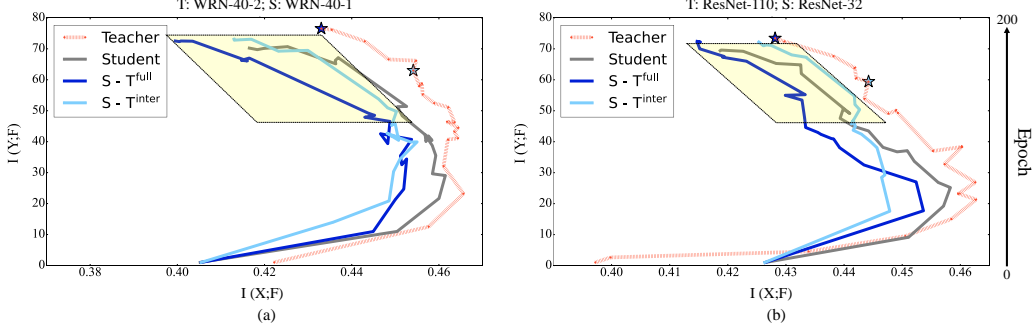 T: WRN-40-2; S: WRN-40-1
80
70
60
50
40
30
20
10
0
I (Y;F)
Teacher
Student
S - T^full
S - T^inter
0.38
0.40
0.42
0.44
0.46
I (X;F)
(a)
T: ResNet-110; S: ResNet-32
80
70
60
50
40
30
20
10
0
I (Y;F)
Teacher
Student
S - T^full
S - T^inter
0.40
0.41
0.42
0.43
0.44
0.45
0.46
I (X;F)
(b)
200
Epoch
0